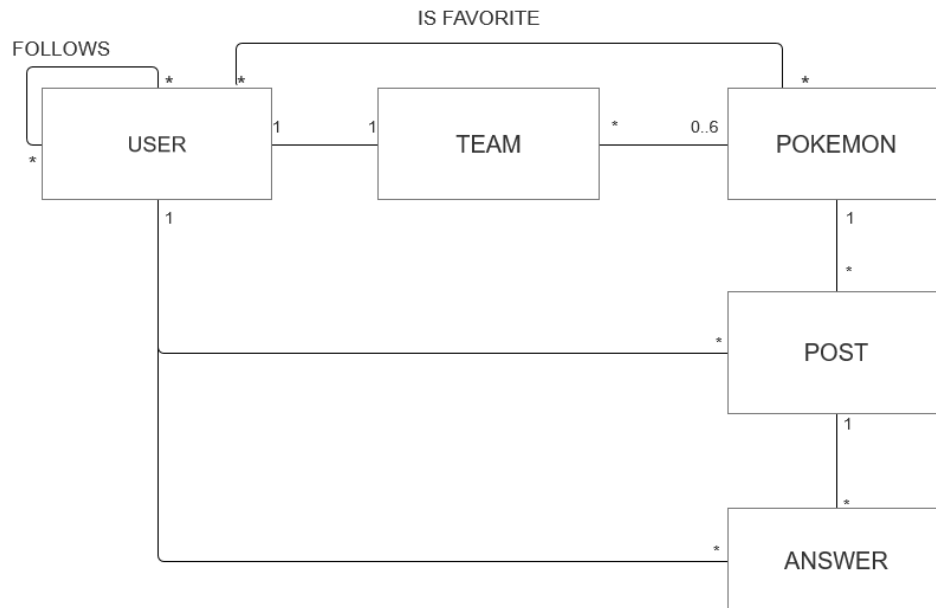 IS FAVORITE
FOLLOWS
* * *
USER 1 1 TEAM * 0..6 POKEMON
*
1 1
*
* POST
1
*
* ANSWER